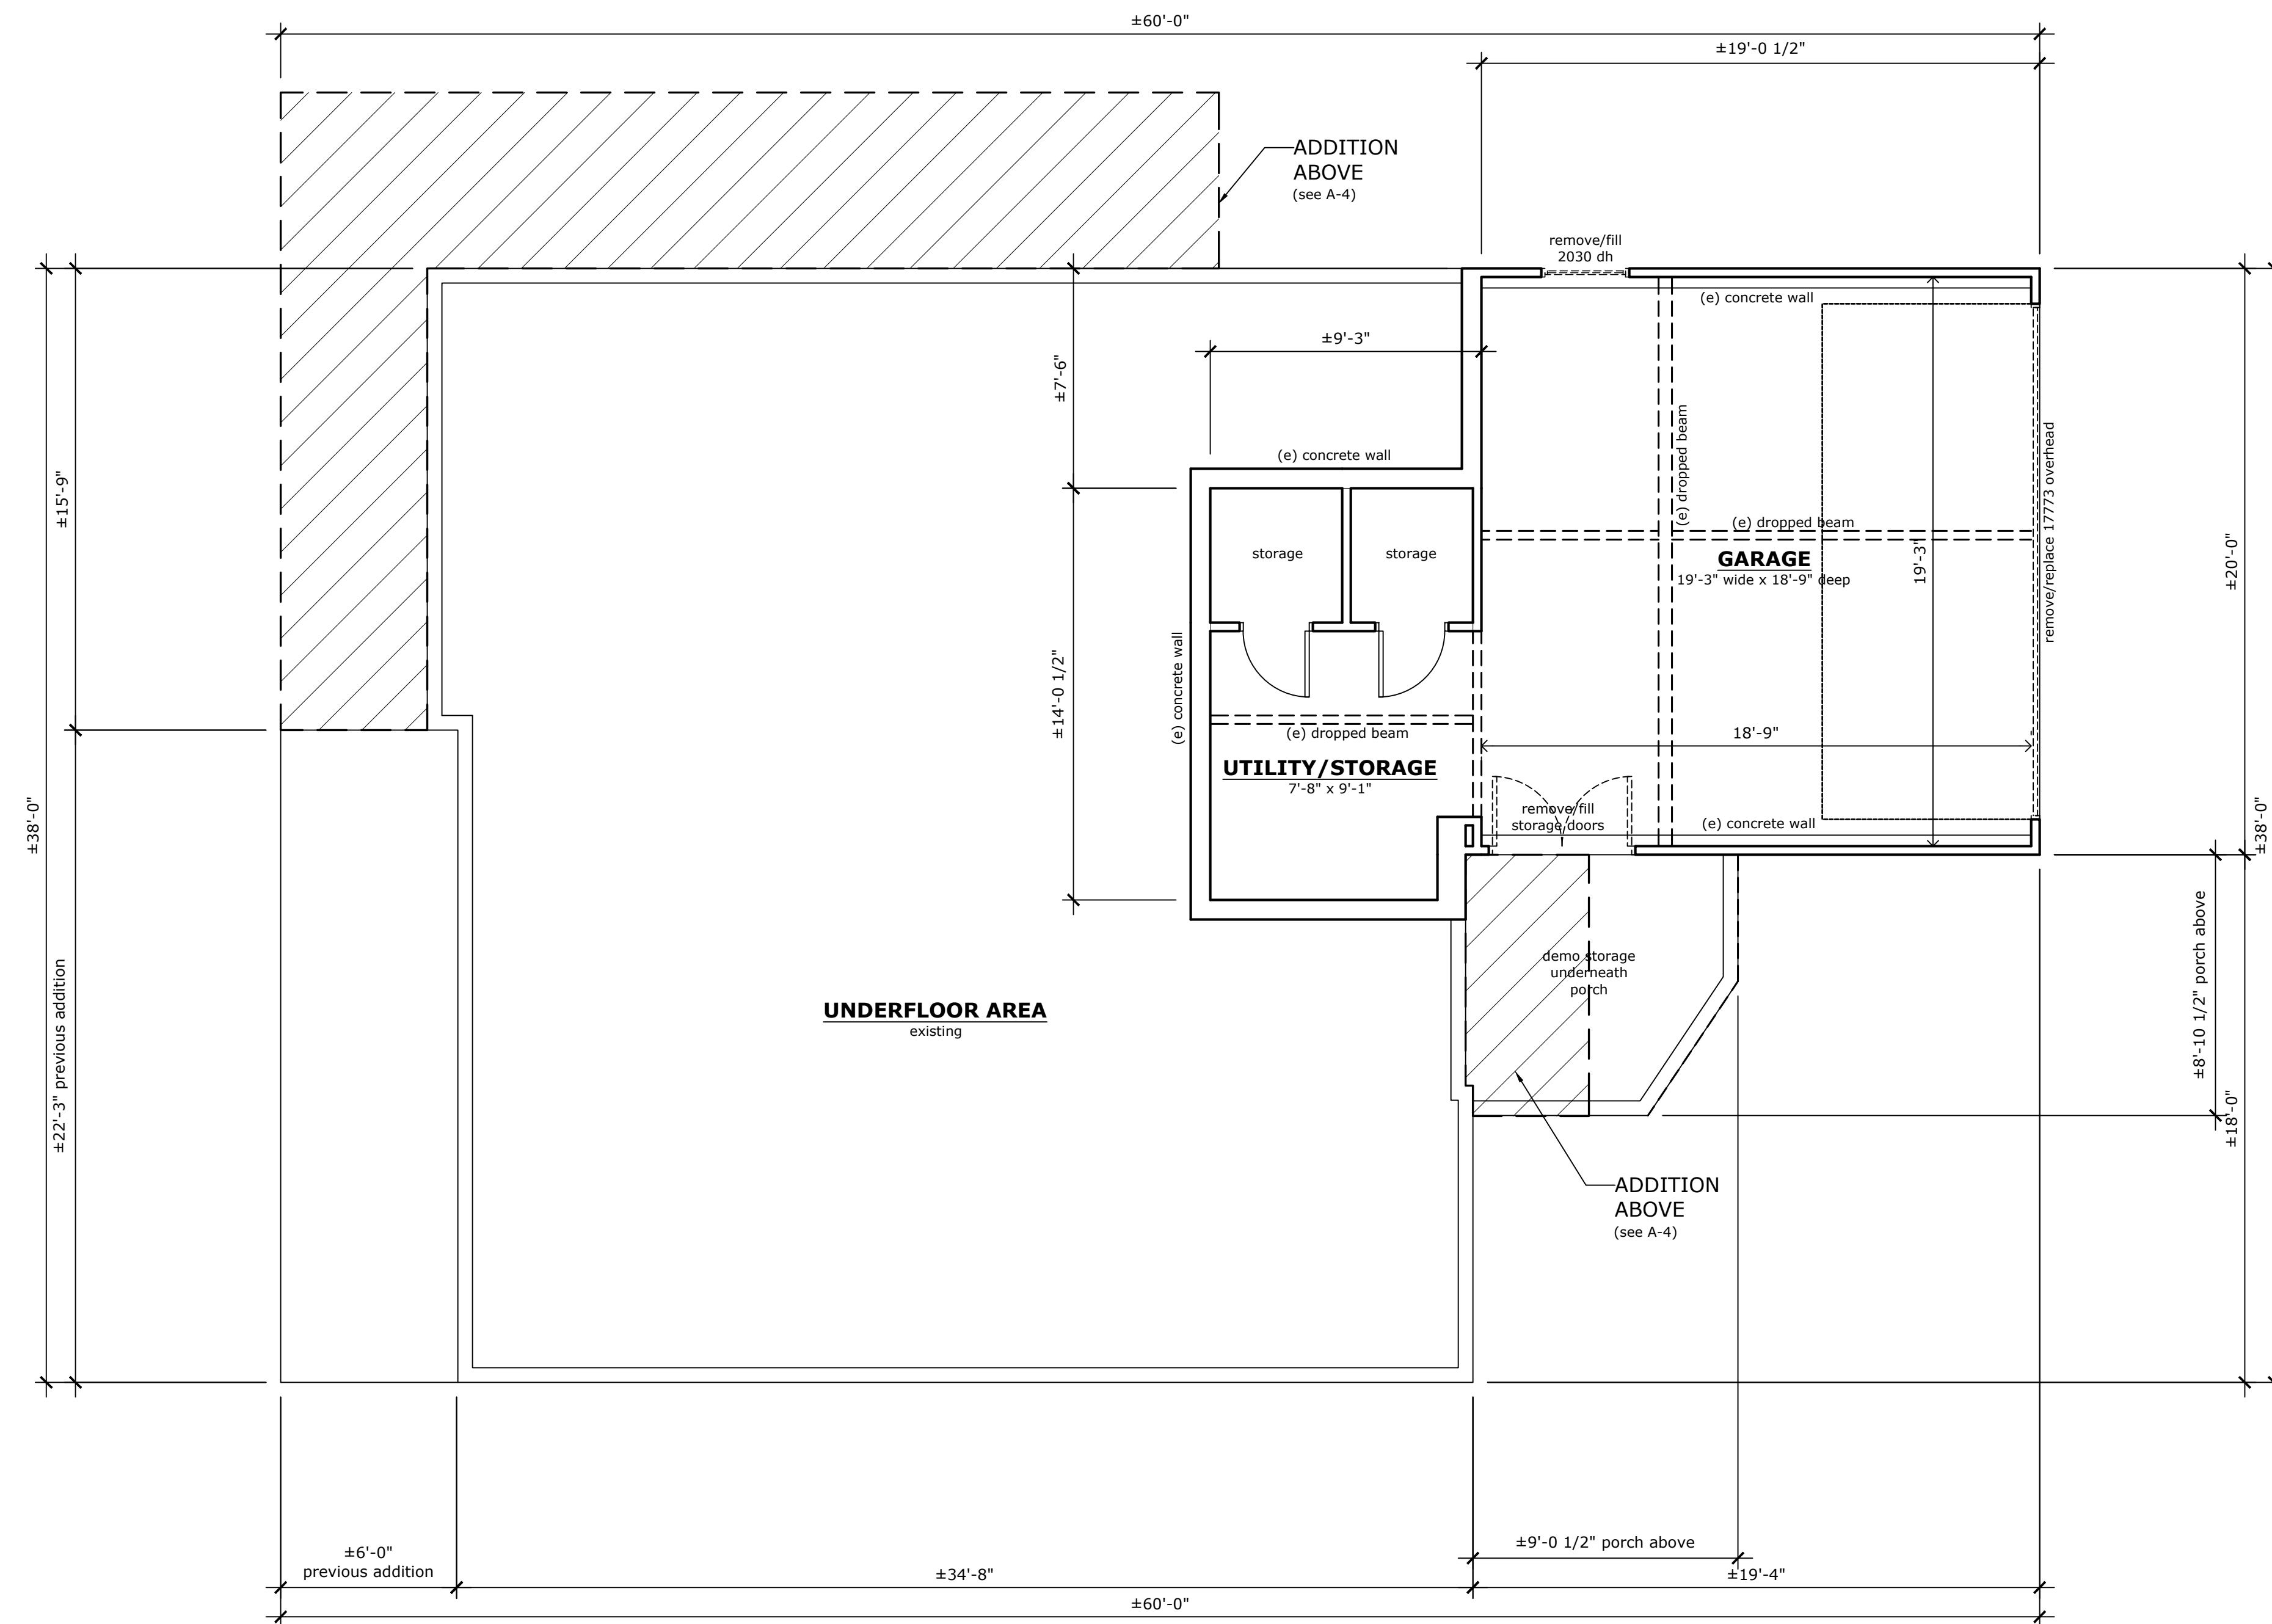 ±60'-0"
±19'-0 1/2"
ADDITION
ABOVE
(see A-4)
remove/fill
2030 dh
(e) concrete wall
±9'-3"
±7'-6"
(e) concrete wall
(e) dropped beam
remove/replace 17773 overhead
±15'-9"
(e) dropped beam
storage
storage
GARAGE
19'-3" wide x 18'-9" deep
19'-3"
±20'-0"
(e) concrete wall
±14'-0 1/2"
(e) dropped beam
18'-9"
UTILITY/STORAGE
7'-8" x 9'-1"
remove/fill
storage doors
(e) concrete wall
±38'-0"
±38'-0"
±22'-3" previous addition
demo storage
underneath
porch
±8'-10 1/2" porch above
UNDERFLOOR AREA
existing
±18'-0"
ADDITION
ABOVE
(see A-4)
±6'-0"
previous addition
±9'-0 1/2" porch above
±34'-8"
±19'-4"
±60'-0"